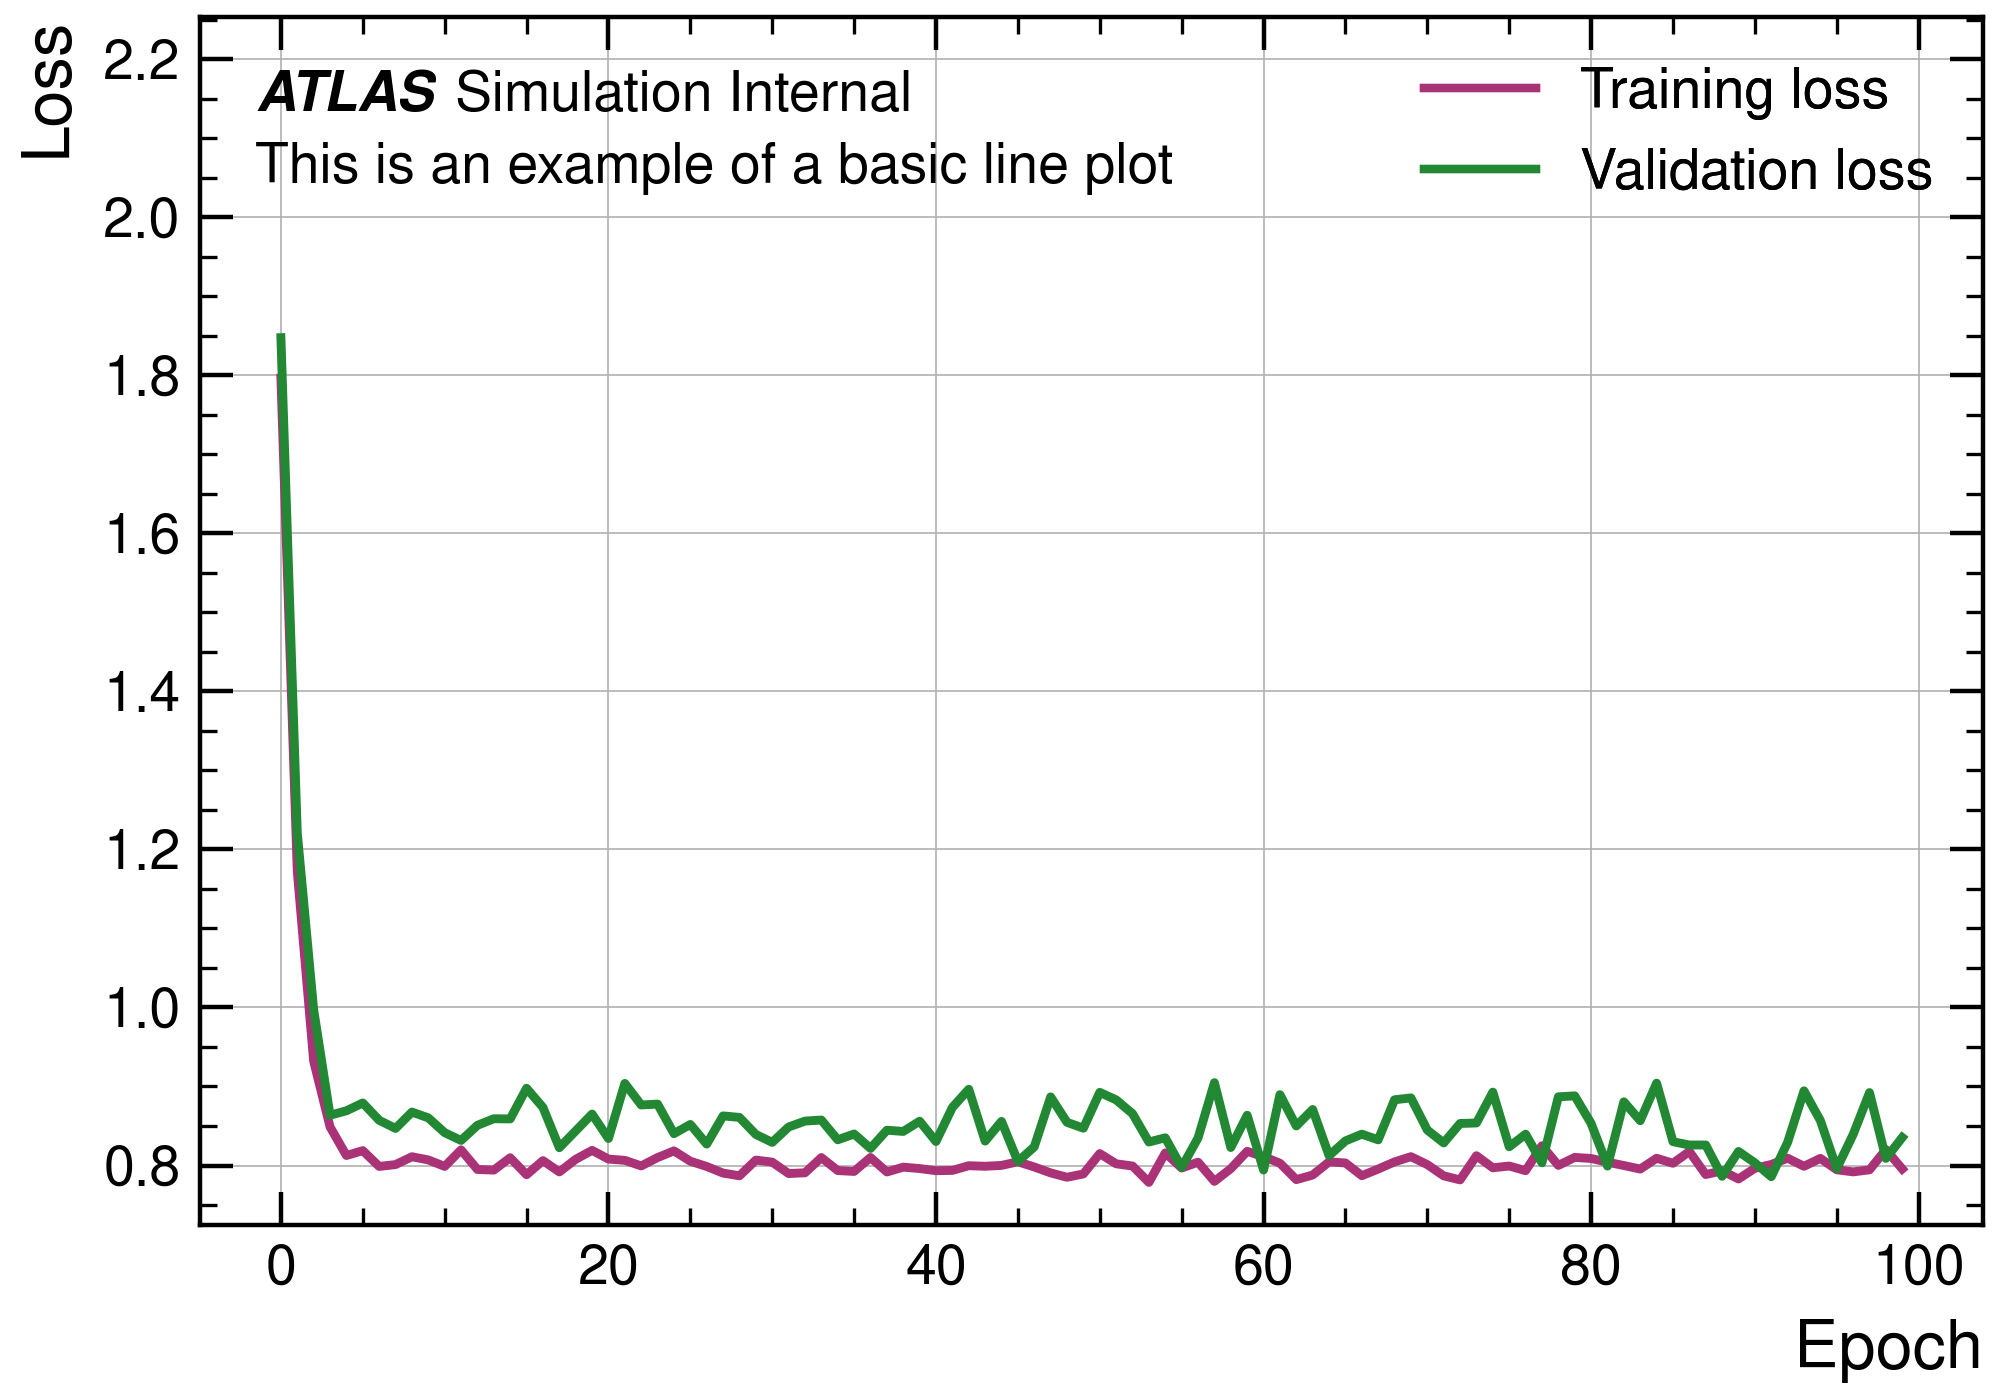 Loss
2.2
2.0
1.8
1.6
1.4
1.2
1.0
0.8
ATLAS Simulation Internal
This is an example of a basic line plot
Training loss
Validation loss
0 20 40 60 80 100
Epoch